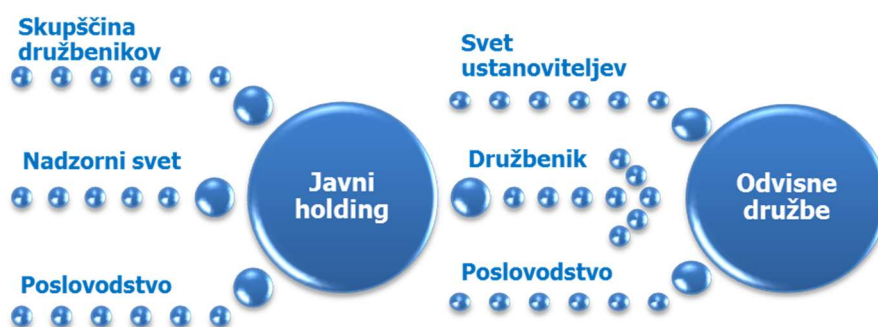 Skupščina
družbenikov
Nadzorni svet
Poslovodstvo
Javni
holding
Svet
ustanoviteljev
Družbenik
Poslovodstvo
Odvisne
družbe